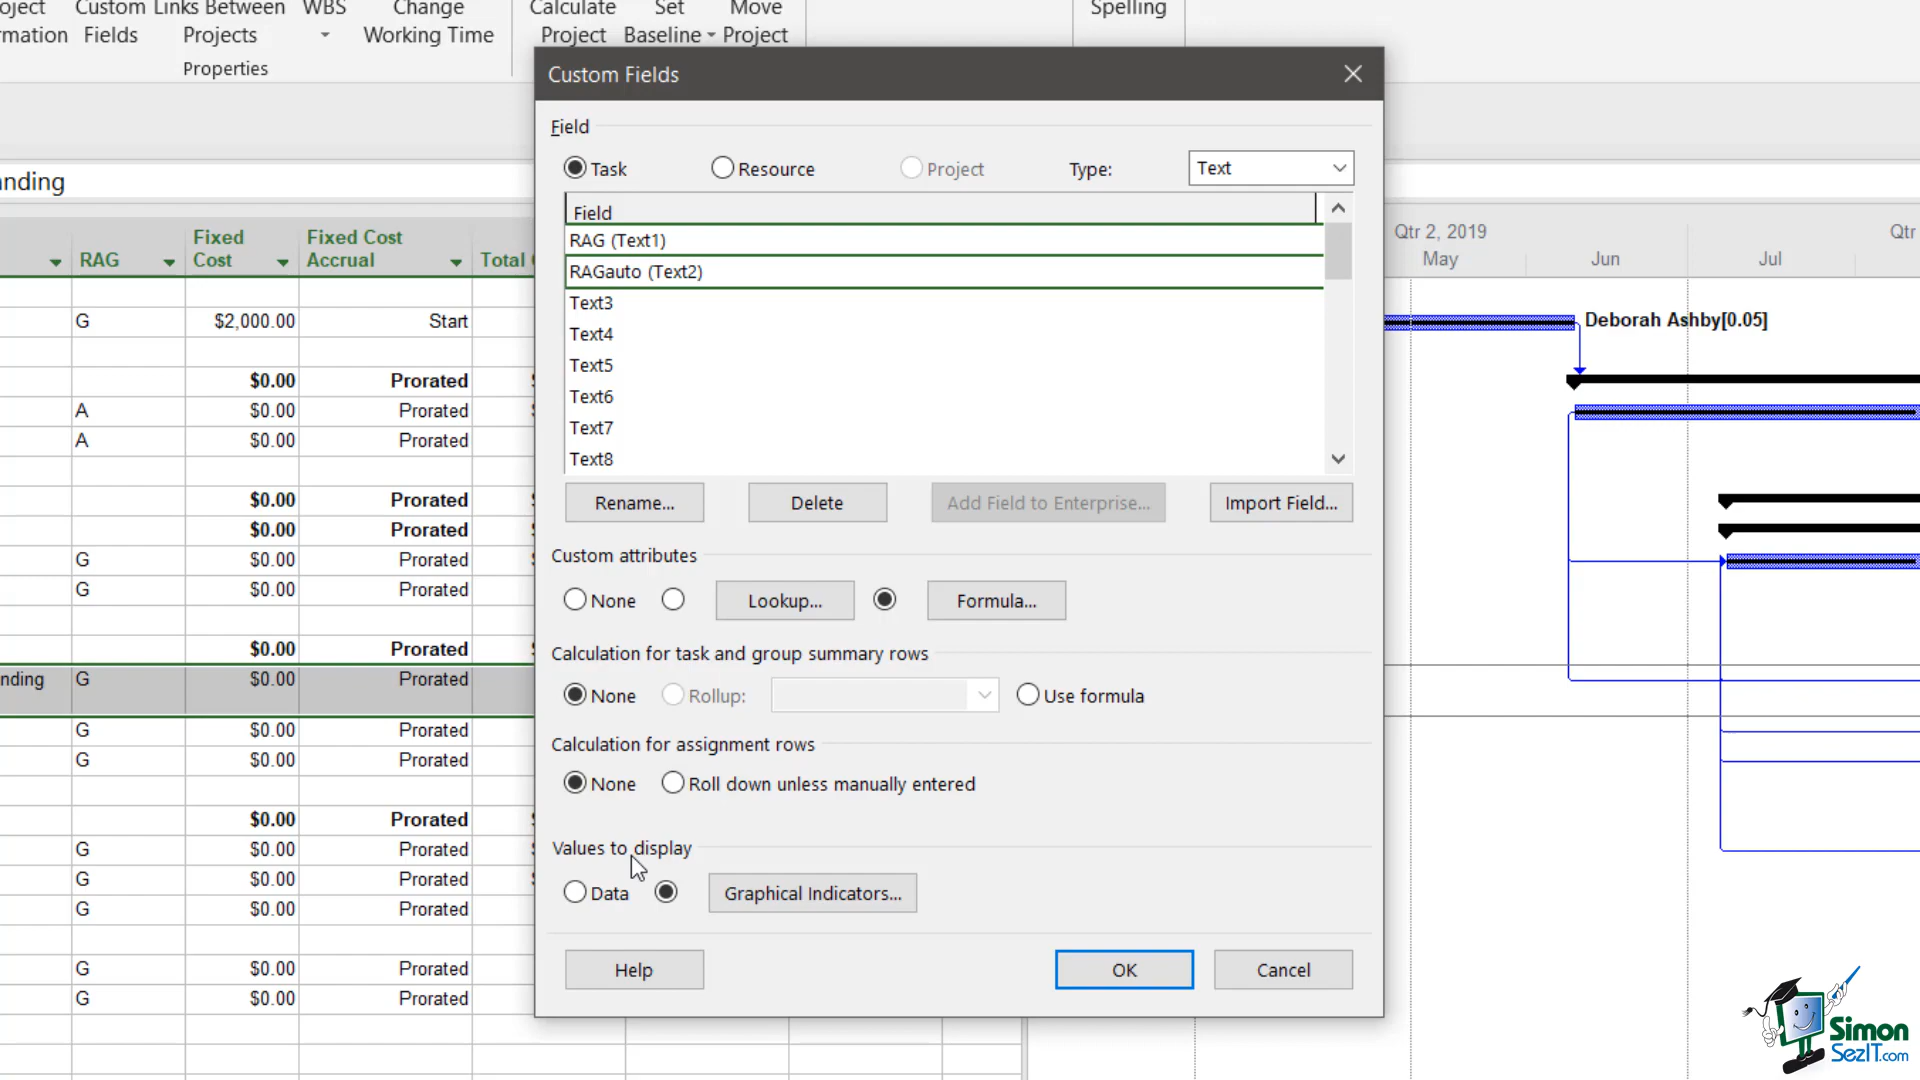 oject Custom Links Between WBS Change Calculate Set Move Spelling
mation Fields Projects Working Time Project Baseline Project
Properties
Custom Fields
Field
Task Resource Project Type: Text
nding
Field
RAG (Text1)
RAGauto (Text2)
Text3
Text4
Text5
Text6
Text7
Text8
Rename... Delete Add Field to Enterprise... Import Field...
Custom attributes
None Lookup... Formula...
Calculation for task and group summary rows
None Rollup: Use formula
Calculation for assignment rows
None Roll down unless manually entered
Values to display
Data Graphical Indicators...
Help OK Cancel
RAG Fixed Cost Fixed Cost Accrual Total
G $2,000.00 Start
$0.00 Prorated
A $0.00 Prorated
A $0.00 Prorated
$0.00 Prorated
$0.00 Prorated
G $0.00 Prorated
G $0.00 Prorated
$0.00 Prorated
nding G $0.00 Prorated
G $0.00 Prorated
G $0.00 Prorated
$0.00 Prorated
G $0.00 Prorated
G $0.00 Prorated
G $0.00 Prorated
G $0.00 Prorated
G $0.00 Prorated
Qtr 2, 2019 Qtr
May Jun Jul
Deborah Ashby[0.05]
Simon
SezIT.com